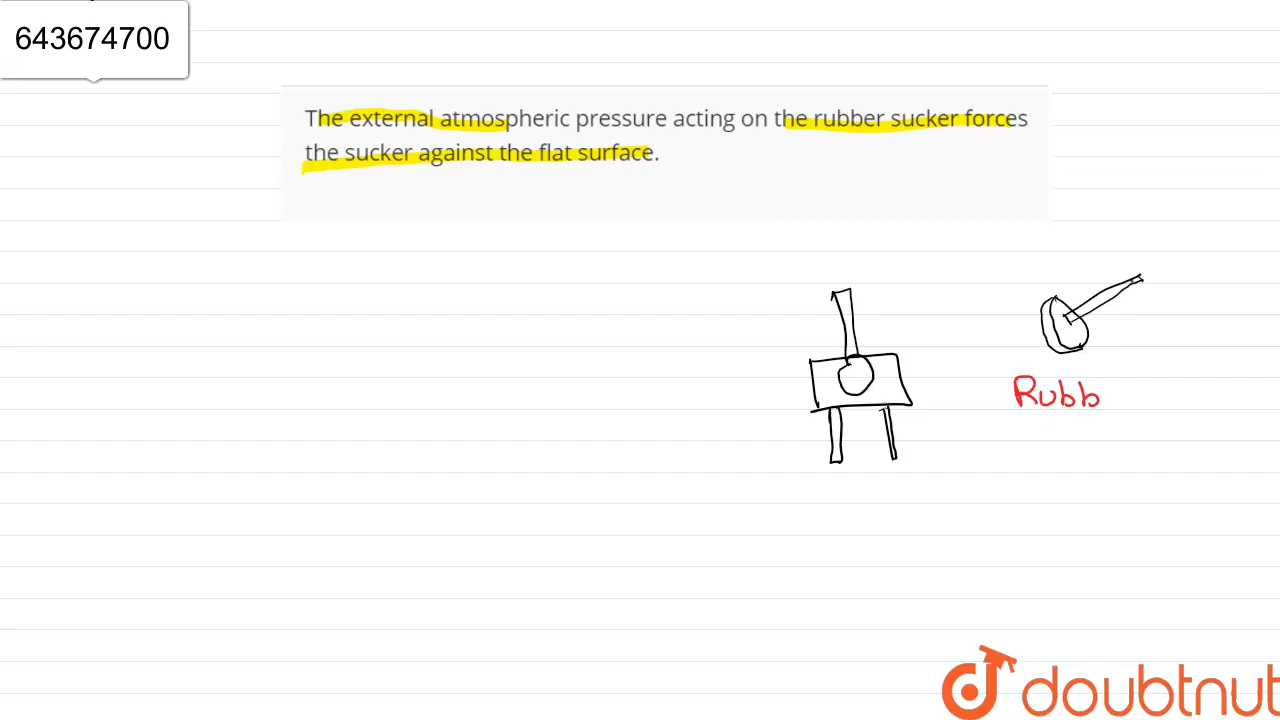 643674700
The external atmospheric pressure acting on the rubber sucker forces
the sucker against the flat surface.
Rubb
doubtnut